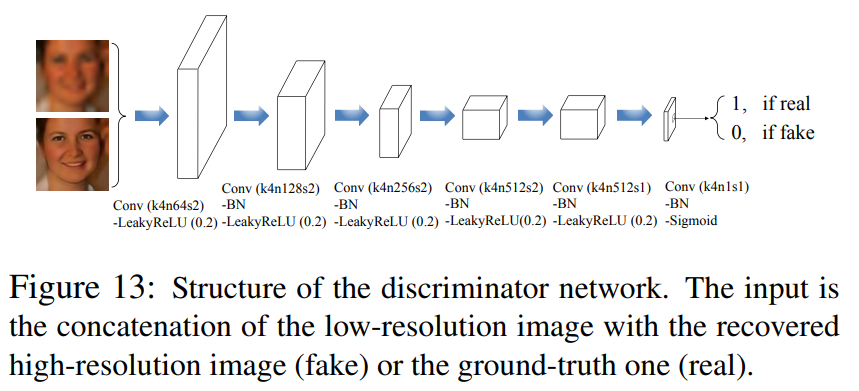 1, if real
0, if fake
Conv (k4n64s2)
-LeakyReLU (0.2)
Conv (k4n128s2)
-BN
-LeakyReLU (0.2)
Conv (k4n256s2)
-BN
-LeakyReLU (0.2)
Conv (k4n512s2)
-BN
-LeakyReLU(0.2)
Conv (k4n512s1)
-BN
-LeakyReLU (0.2)
Conv (k4n1s1)
-BN
-Sigmoid
Figure 13: Structure of the discriminator network. The input is
the concatenation of the low-resolution image with the recovered
high-resolution image (fake) or the ground-truth one (real).